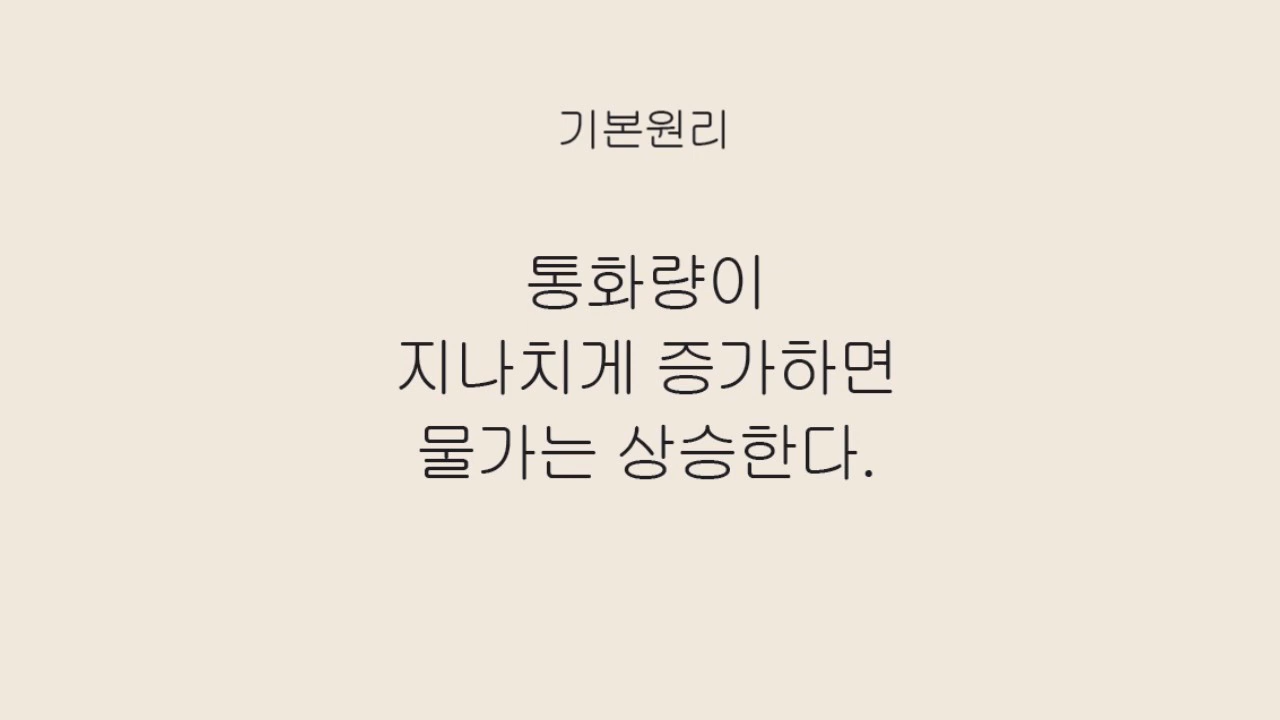 기본원리
통화량이
지나치게 증가하면
물가는 상승한다.